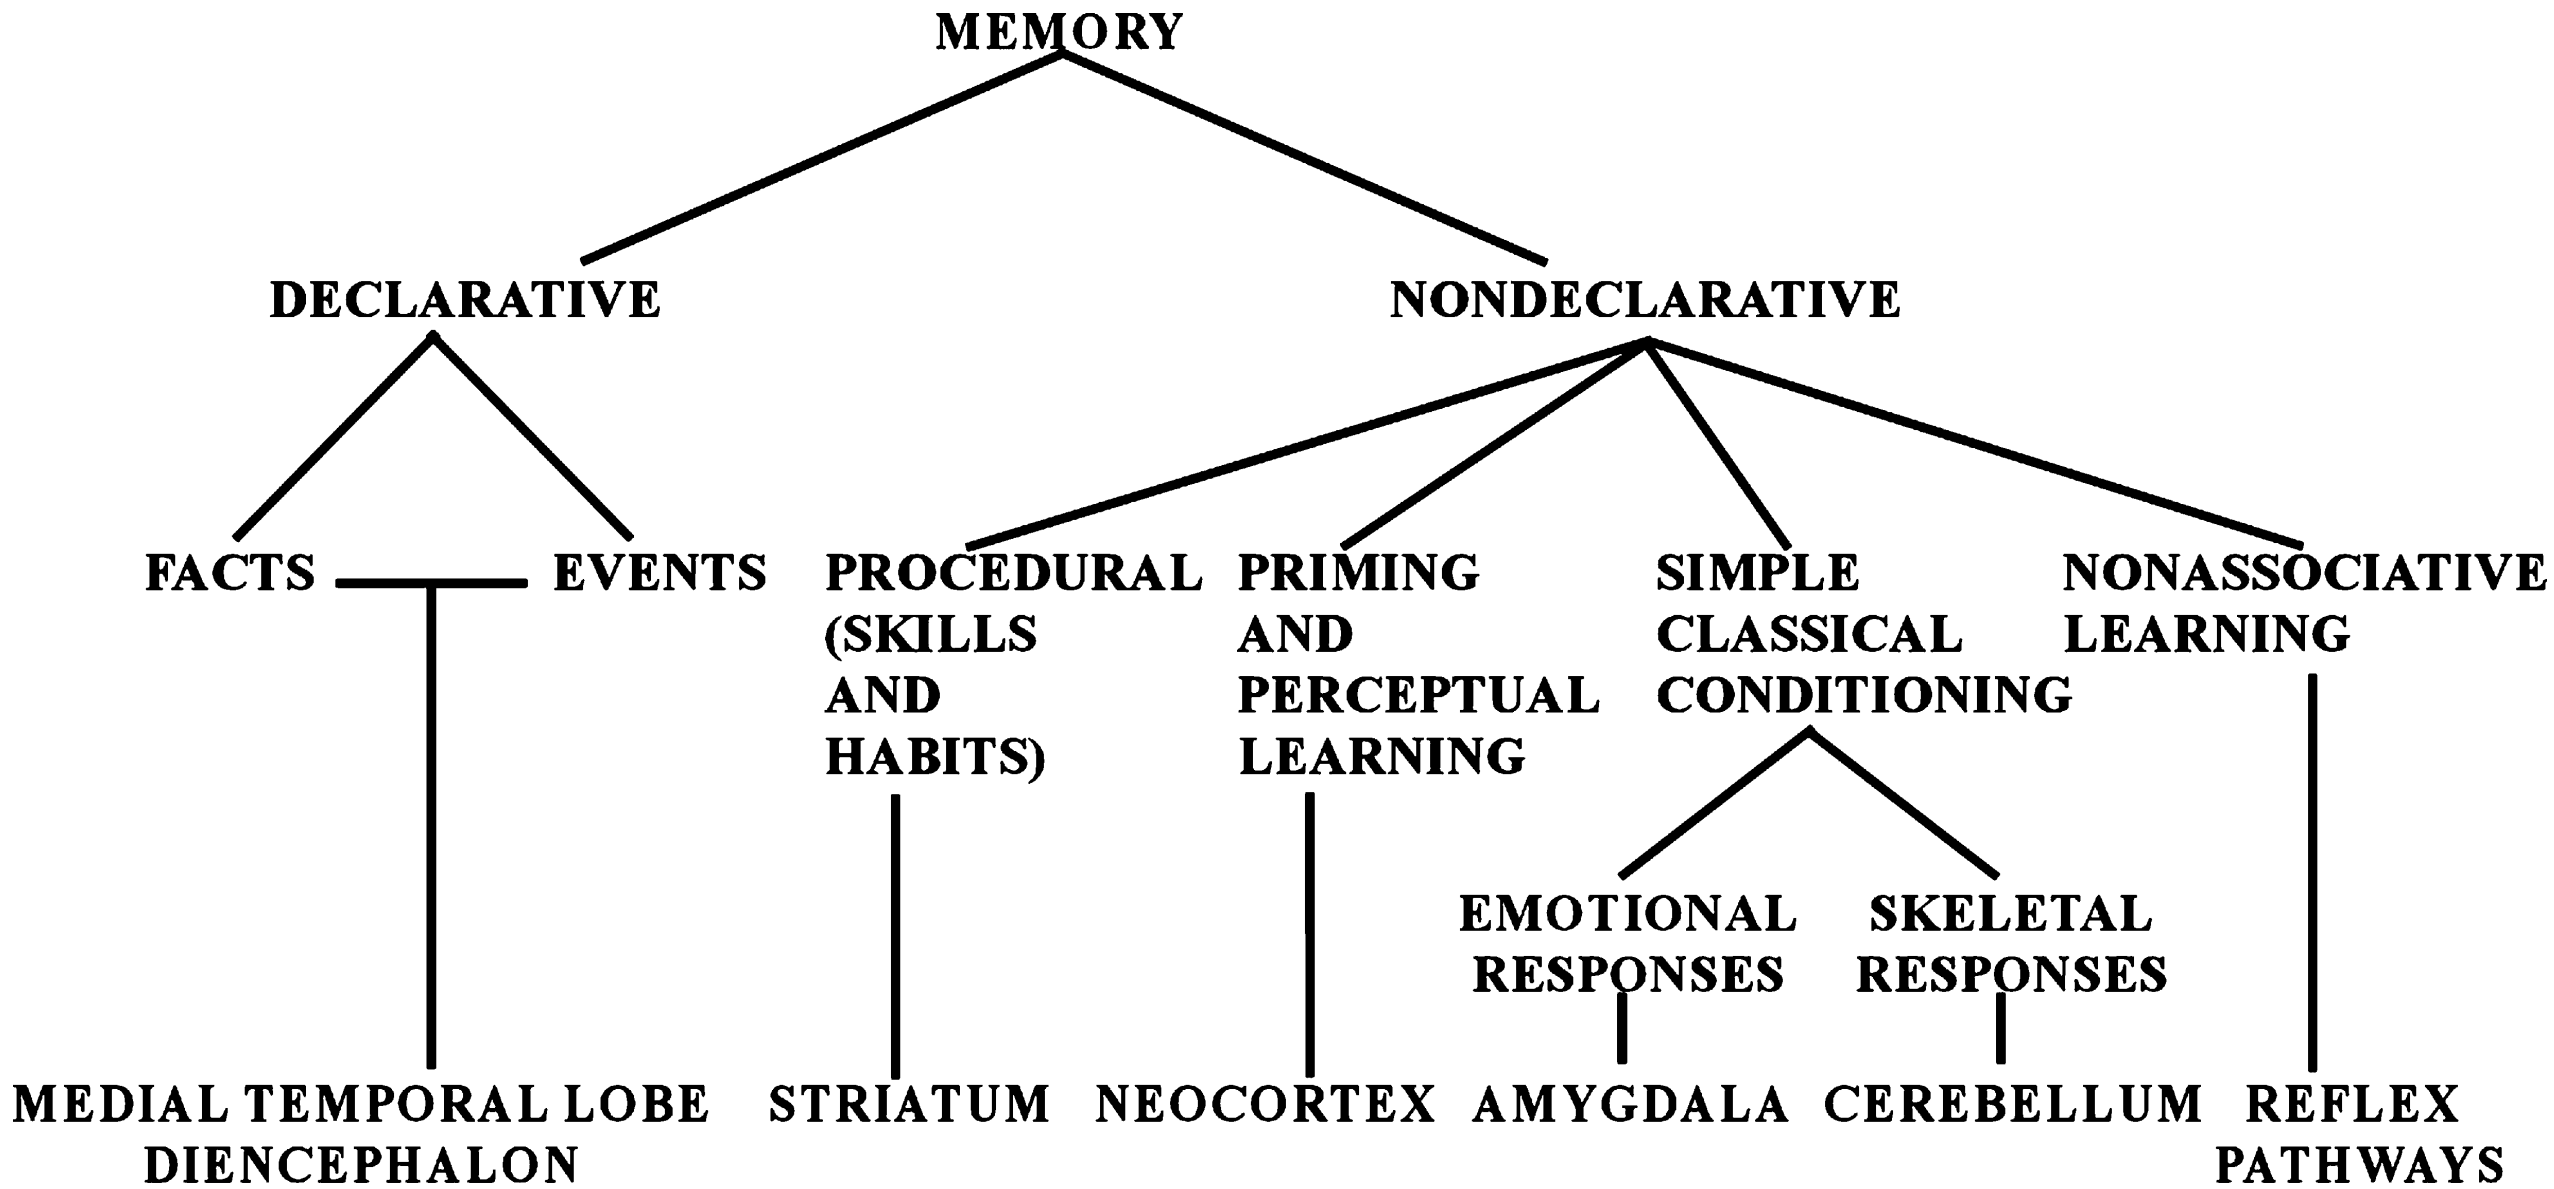 MEMORY
DECLARATIVE
NONDECLARATIVE
FACTS
EVENTS
PROCEDURAL
(SKILLS
AND
HABITS)
PRIMING
AND
PERCEPTUAL
LEARNING
SIMPLE
CLASSICAL
CONDITIONING
NONASSOCIATIVE
LEARNING
EMOTIONAL
RESPONSES
SKELETAL
RESPONSES
MEDIAL TEMPORAL LOBE
DIENCEPHALON
STRIATUM
NEOCORTEX
AMYGDALA
CEREBELLUM
REFLEX
PATHWAYS